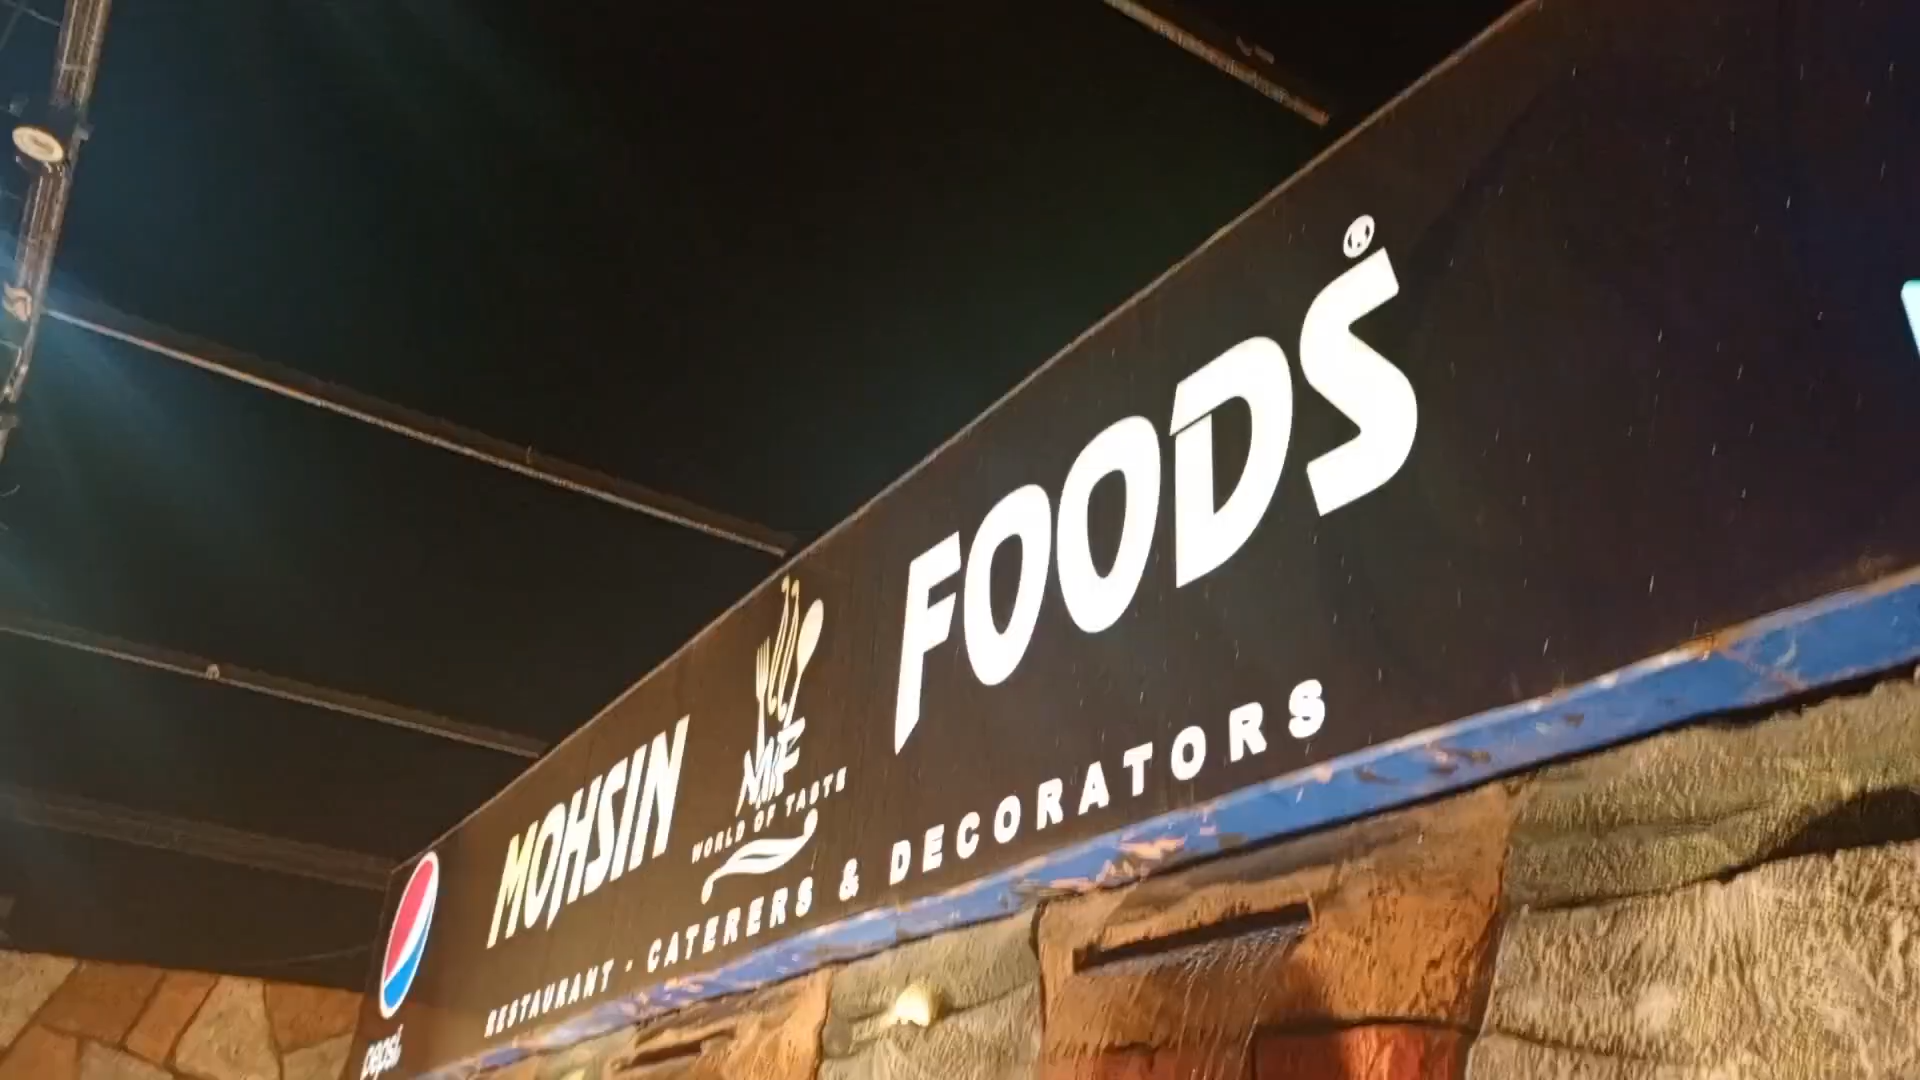 MOHSIN FOODS®
MF
WORLD OF TASTE
RESTAURANT · CATERERS & DECORATORS
pepsi